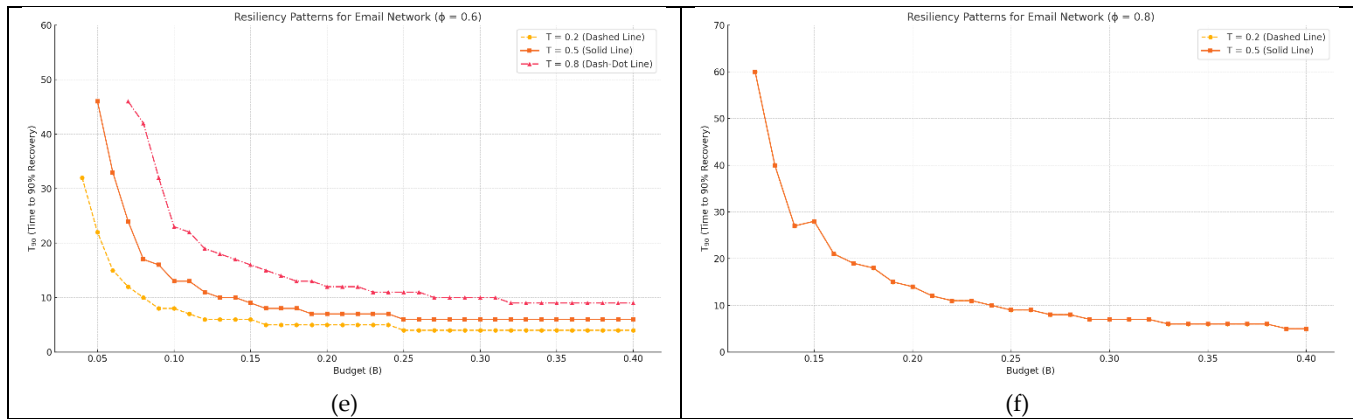 Resiliency Patterns for Email Network (ϕ = 0.6)
T = 0.2 (Dashed Line)
T = 0.5 (Solid Line)
T = 0.8 (Dash-Dot Line)
60
50
40
30
20
10
0
T₉₀ (Time to 90% Recovery)
0.05 0.10 0.15 0.20 0.25 0.30 0.35 0.40
Budget (B)
(e)
Resiliency Patterns for Email Network (ϕ = 0.8)
T = 0.2 (Dashed Line)
T = 0.5 (Solid Line)
70
60
50
40
30
20
10
0
T₉₀ (Time to 90% Recovery)
0.15 0.20 0.25 0.30 0.35 0.40
Budget (B)
(f)